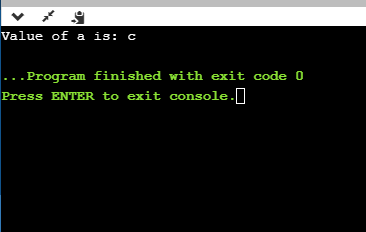 Value of a is: c
...Program finished with exit code 0
Press ENTER to exit console.